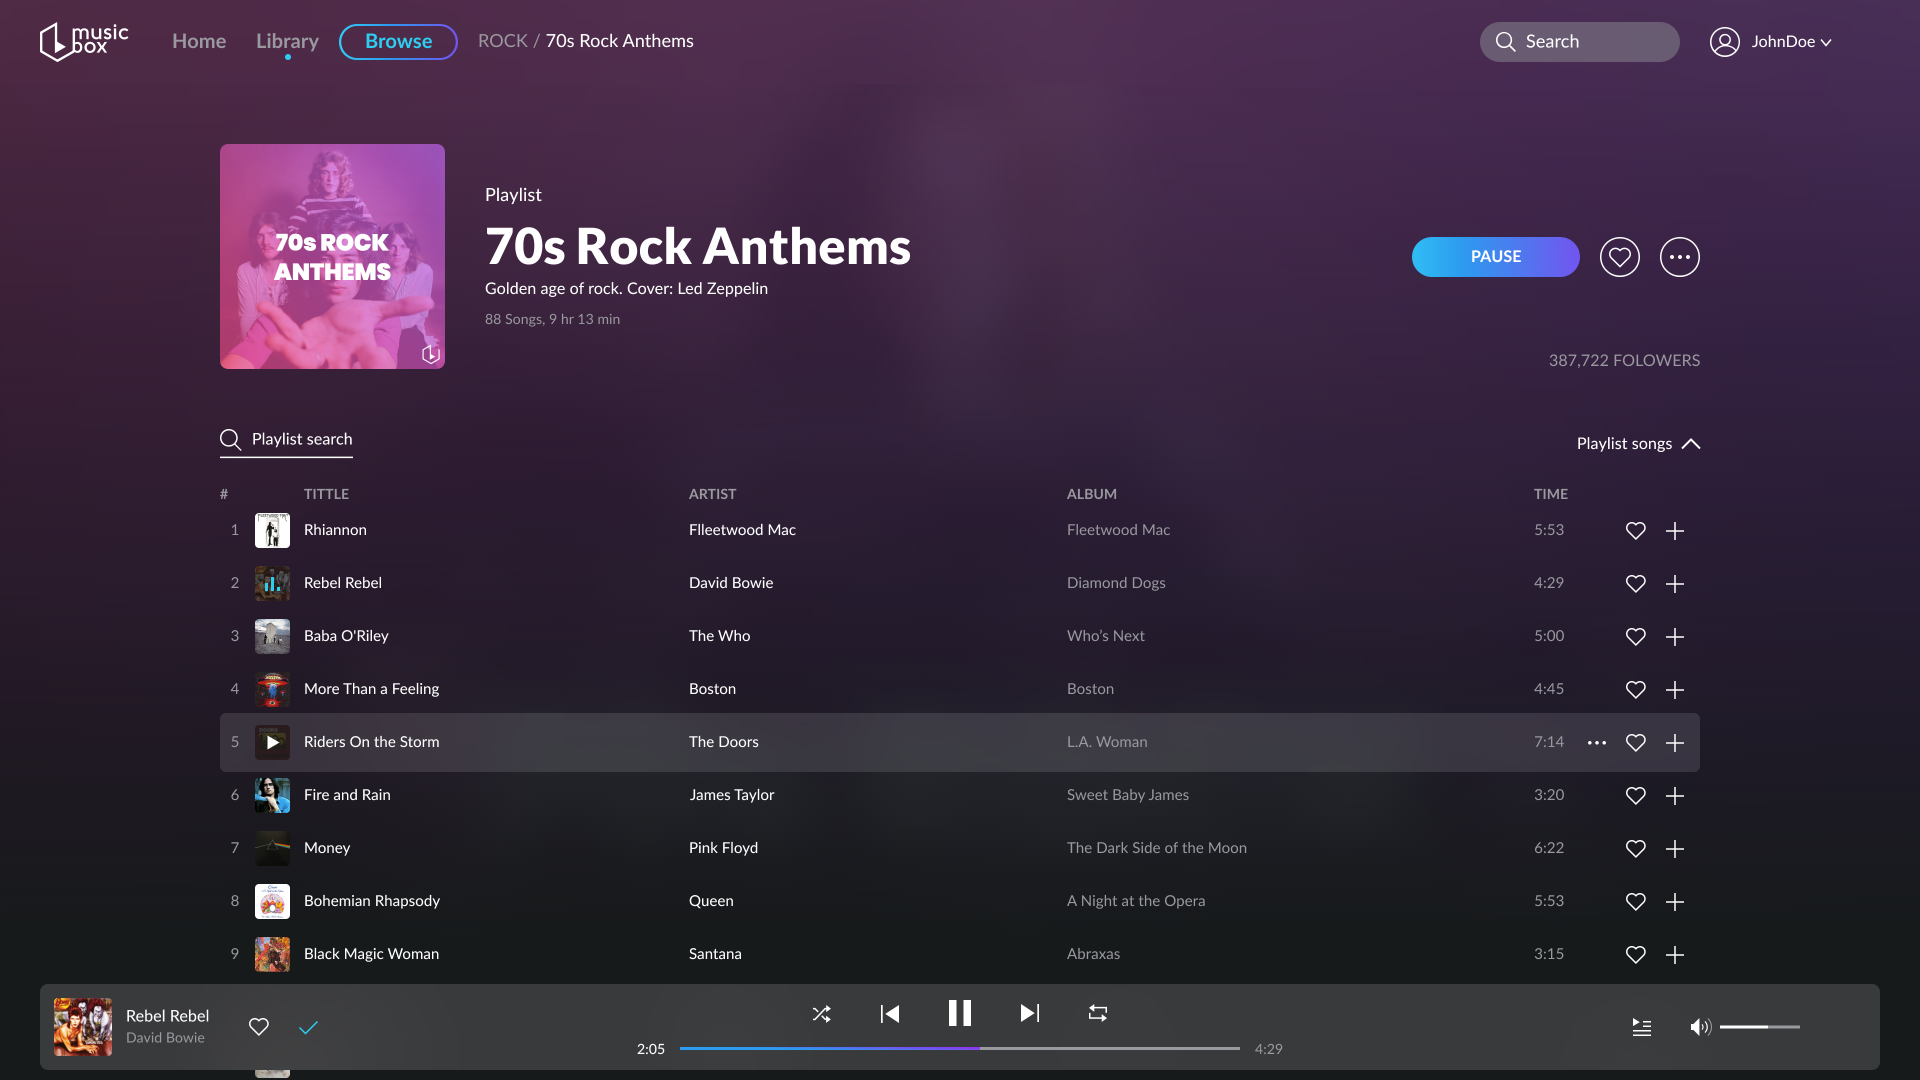 music
box
Home
Library
Browse
ROCK / 70s Rock Anthems
Search
JohnDoe
70s ROCK
ANTHEMS
Playlist
70s Rock Anthems
Golden age of rock. Cover: Led Zeppelin
88 Songs, 9 hr 13 min
PAUSE
387,722 FOLOWERS
Playlist search
Playlist songs
# TITTLE ARTIST ALBUM TIME
1 Rhiannon Flleetwood Mac Fleetwood Mac 5:53
2 Rebel Rebel David Bowie Diamond Dogs 4:29
3 Baba O'Riley The Who Who’s Next 5:00
4 More Than a Feeling Boston Boston 4:45
5 Riders On the Storm The Doors L.A. Woman 7:14
6 Fire and Rain James Taylor Sweet Baby James 3:20
7 Money Pink Floyd The Dark Side of the Moon 6:22
8 Bohemian Rhapsody Queen A Night at the Opera 5:53
9 Black Magic Woman Santana Abraxas 3:15
Rebel Rebel
David Bowie
2:05
4:29